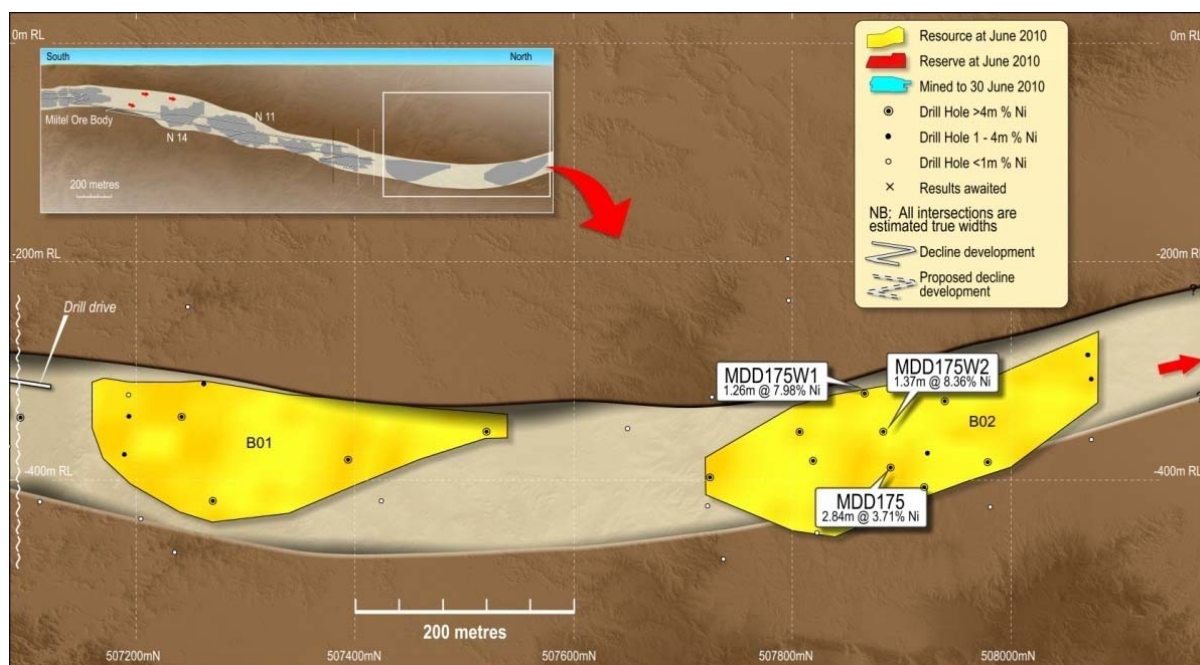 0m RL
0m RL
South
North
Miitel Ore Body
N 14
N 11
200 metres
Resource at June 2010
Reserve at June 2010
Mined to 30 June 2010
Drill Hole >4m % Ni
Drill Hole 1 - 4m % Ni
Drill Hole <1m % Ni
Results awaited
NB: All intersections are
estimated true widths
Decline development
Proposed decline
development
-200m RL
-200m RL
Drill drive
MDD175W1
1.26m @ 7.98% Ni
MDD175W2
1.37m @ 8.36% Ni
B01
B02
-400m RL
-400m RL
MDD175
2.84m @ 3.71% Ni
200 metres
507200mN
507400mN
507600mN
507800mN
508000mN